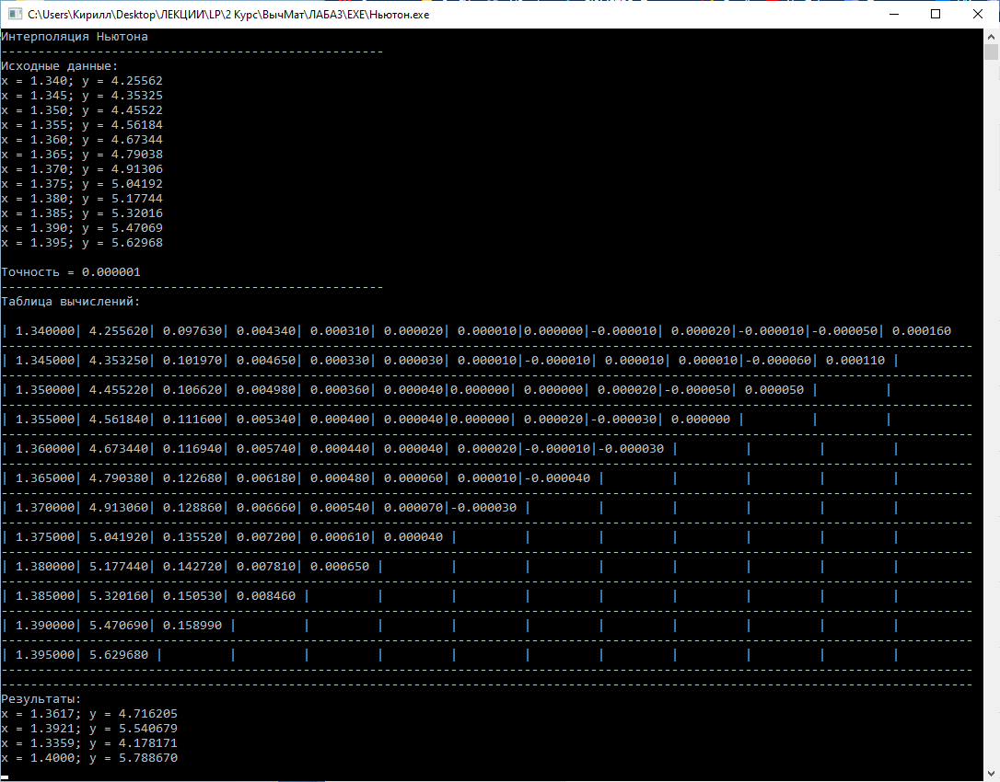 C:\Users\Кирилл\Desktop\ЛЕКЦИИ\LP\2 Курс\ВычМат\ЛАБА3\EXE\Ньютон.exe
Интерполяция Ньютона
----------------------------------------------------
Исходные данные:
x = 1.340; y = 4.25562
x = 1.345; y = 4.35325
x = 1.350; y = 4.45522
x = 1.355; y = 4.56184
x = 1.360; y = 4.67344
x = 1.365; y = 4.79038
x = 1.370; y = 4.91306
x = 1.375; y = 5.04192
x = 1.380; y = 5.17744
x = 1.385; y = 5.32016
x = 1.390; y = 5.47069
x = 1.395; y = 5.62968
Точность = 0.000001
----------------------------------------------------
Таблица вычислений:
| 1.340000| 4.255620| 0.097630| 0.004340| 0.000310| 0.000020| 0.000010|0.000000|-0.000010| 0.000020|-0.000010|-0.000050| 0.000160
| 1.345000| 4.353250| 0.101970| 0.004650| 0.000330| 0.000030| 0.000010|-0.000010| 0.000010| 0.000010|-0.000060| 0.000110 |
| 1.350000| 4.455220| 0.106620| 0.004980| 0.000360| 0.000040|0.000000| 0.000000| 0.000020|-0.000050| 0.000050 | |
| 1.355000| 4.561840| 0.111600| 0.005340| 0.000400| 0.000040|0.000000| 0.000020|-0.000030| 0.000000 | | |
| 1.360000| 4.673440| 0.116940| 0.005740| 0.000440| 0.000040| 0.000020|-0.000010|-0.000030 | | | |
| 1.365000| 4.790380| 0.122680| 0.006180| 0.000480| 0.000060| 0.000010|-0.000040 | | | | |
| 1.370000| 4.913060| 0.128860| 0.006660| 0.000540| 0.000070|-0.000030 | | | | | |
| 1.375000| 5.041920| 0.135520| 0.007200| 0.000610| 0.000040 | | | | | | |
| 1.380000| 5.177440| 0.142720| 0.007810| 0.000650 | | | | | | | |
| 1.385000| 5.320160| 0.150530| 0.008460 | | | | | | | | |
| 1.390000| 5.470690| 0.158990 | | | | | | | | | |
| 1.395000| 5.629680 | | | | | | | | | | |
Результаты:
x = 1.3617; y = 4.716205
x = 1.3921; y = 5.540679
x = 1.3359; y = 4.178171
x = 1.4000; y = 5.788670